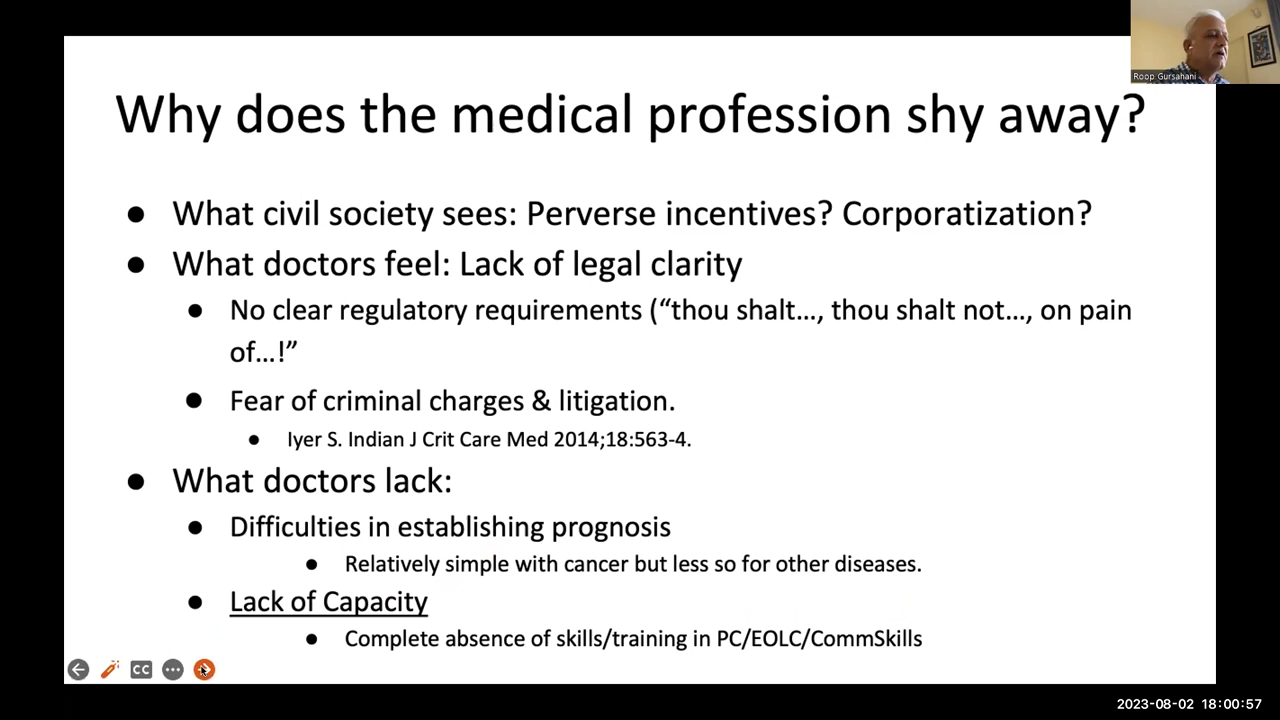 Roop Gursahani
Why does the medical profession shy away?
● What civil society sees: Perverse incentives? Corporatization?
● What doctors feel: Lack of legal clarity
● No clear regulatory requirements (“thou shalt…, thou shalt not…, on pain
of…!”
● Fear of criminal charges & litigation.
● Iyer S. Indian J Crit Care Med 2014;18:563-4.
● What doctors lack:
● Difficulties in establishing prognosis
● Relatively simple with cancer but less so for other diseases.
● Lack of Capacity
● Complete absence of skills/training in PC/EOLC/CommSkills
CC
2023-08-02 18:00:57